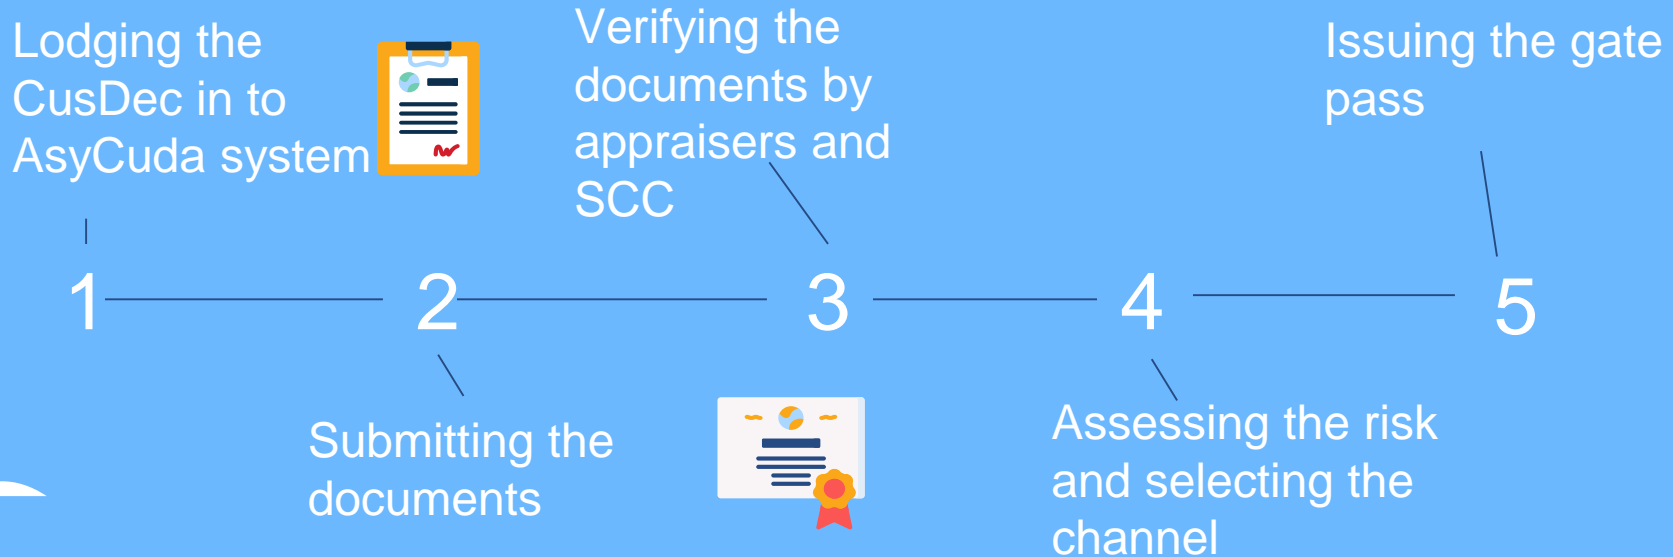 Lodging the
CusDec in to
AsyCuda system
Verifying the
documents by
appraisers and
SCC
Issuing the gate
pass
1
2
3
4
5
Submitting the
documents
Assessing the risk
and selecting the
channel